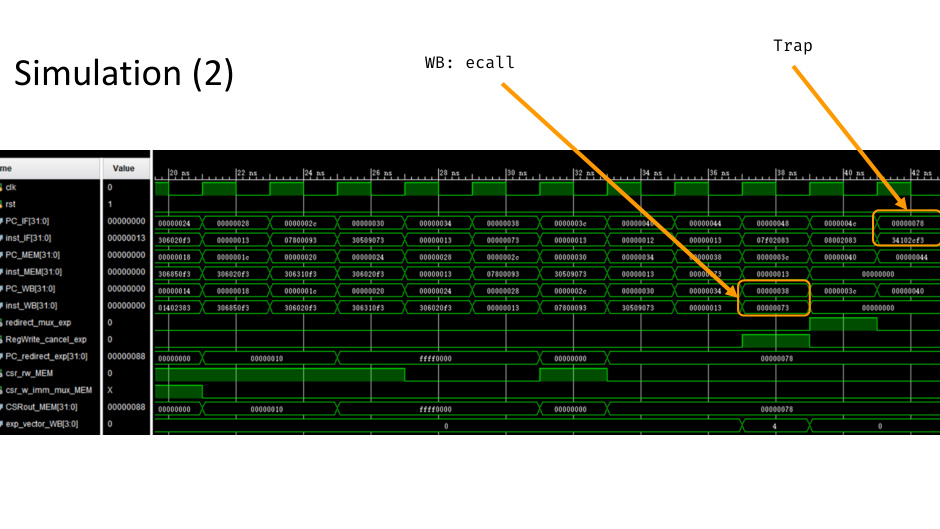 Trap
WB: ecall
Simulation (2)
me Value
20 ns 22 ns 24 ns 26 ns 28 ns 30 ns 32 ns 34 ns 36 ns 38 ns 40 ns 42 ns
clk 0
rst 1
PC_IF[31:0] 00000000 00000024 00000028 0000002c 00000030 00000034 00000038 0000003c 00000040 00000044 00000048 0000004c 00000078
inst_IF[31:0] 00000013 306020f3 00000013 07800093 30509073 00000013 00000073 00000013 00000012 00000013 07f02083 08002083 34102cf3
PC_MEM[31:0] 00000000 00000018 0000001c 00000020 00000024 00000028 0000002c 00000030 00000034 00000038 0000003c 00000040 00000044
inst_MEM[31:0] 00000000 306850f3 306020f3 306310f3 306020f3 00000013 07800093 30509073 00000013 00000073 00000013 00000000
PC_WB[31:0] 00000000 00000014 00000018 0000001c 00000020 00000024 00000028 0000002c 00000030 00000034 00000038 0000003c 00000040
inst_WB[31:0] 00000000 01402383 306850f3 306020f3 306310f3 306020f3 00000013 07800093 30509073 00000013 00000073 00000000
redirect_mux_exp 0
RegWrite_cancel_exp 0
PC_redirect_exp[31:0] 00000088 00000000 00000010 ffff0000 00000000 00000078
csr_rw_MEM 0
csr_w_imm_mux_MEM X
CSRout_MEM[31:0] 00000088 00000000 00000010 ffff0000 00000000 00000078
exp_vector_WB[3:0] 0 0 4 0